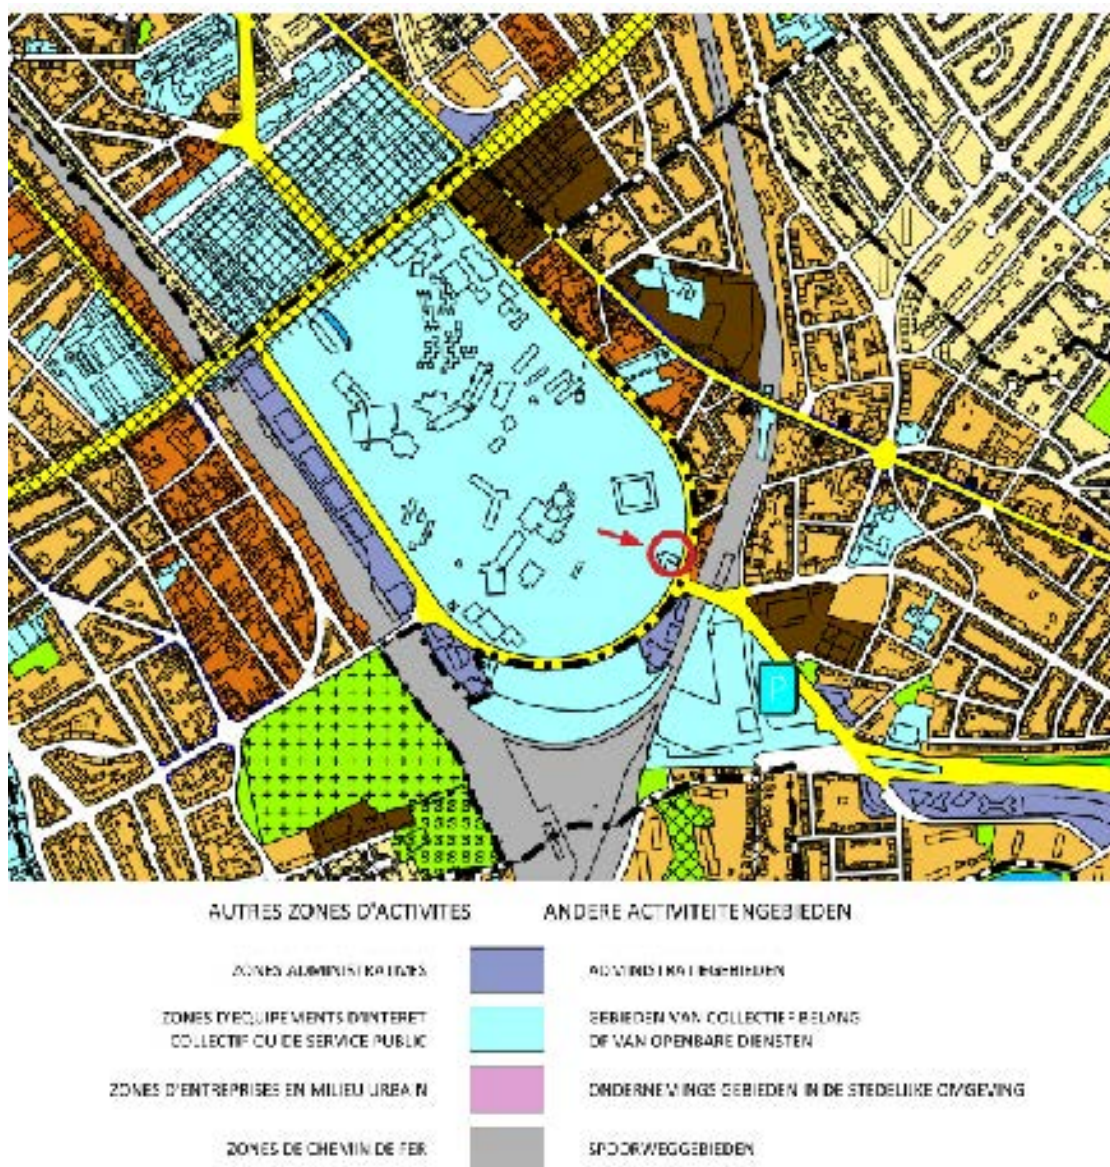 P
AUTRES ZONES D'ACTIVITES ANDERE ACTIVITEITENGEBIEDEN
ZONES ADMINISTRATIVES ADMINISTRATIEGEBIEDEN
ZONES D'EQUIPEMENTS D'INTERET GEBIEDEN VAN COLLECTIEF BELANG
COLLECTIF OU DE SERVICE PUBLIC OF VAN OPENBARE DIENSTEN
ZONES D'ENTREPRISES EN MILIEU URBAIN ONDERNEMINGS GEBIEDEN IN DE STEDELIJKE OMGEVING
ZONES DE CHEMIN DE FER SPOORWEGGEBIEDEN